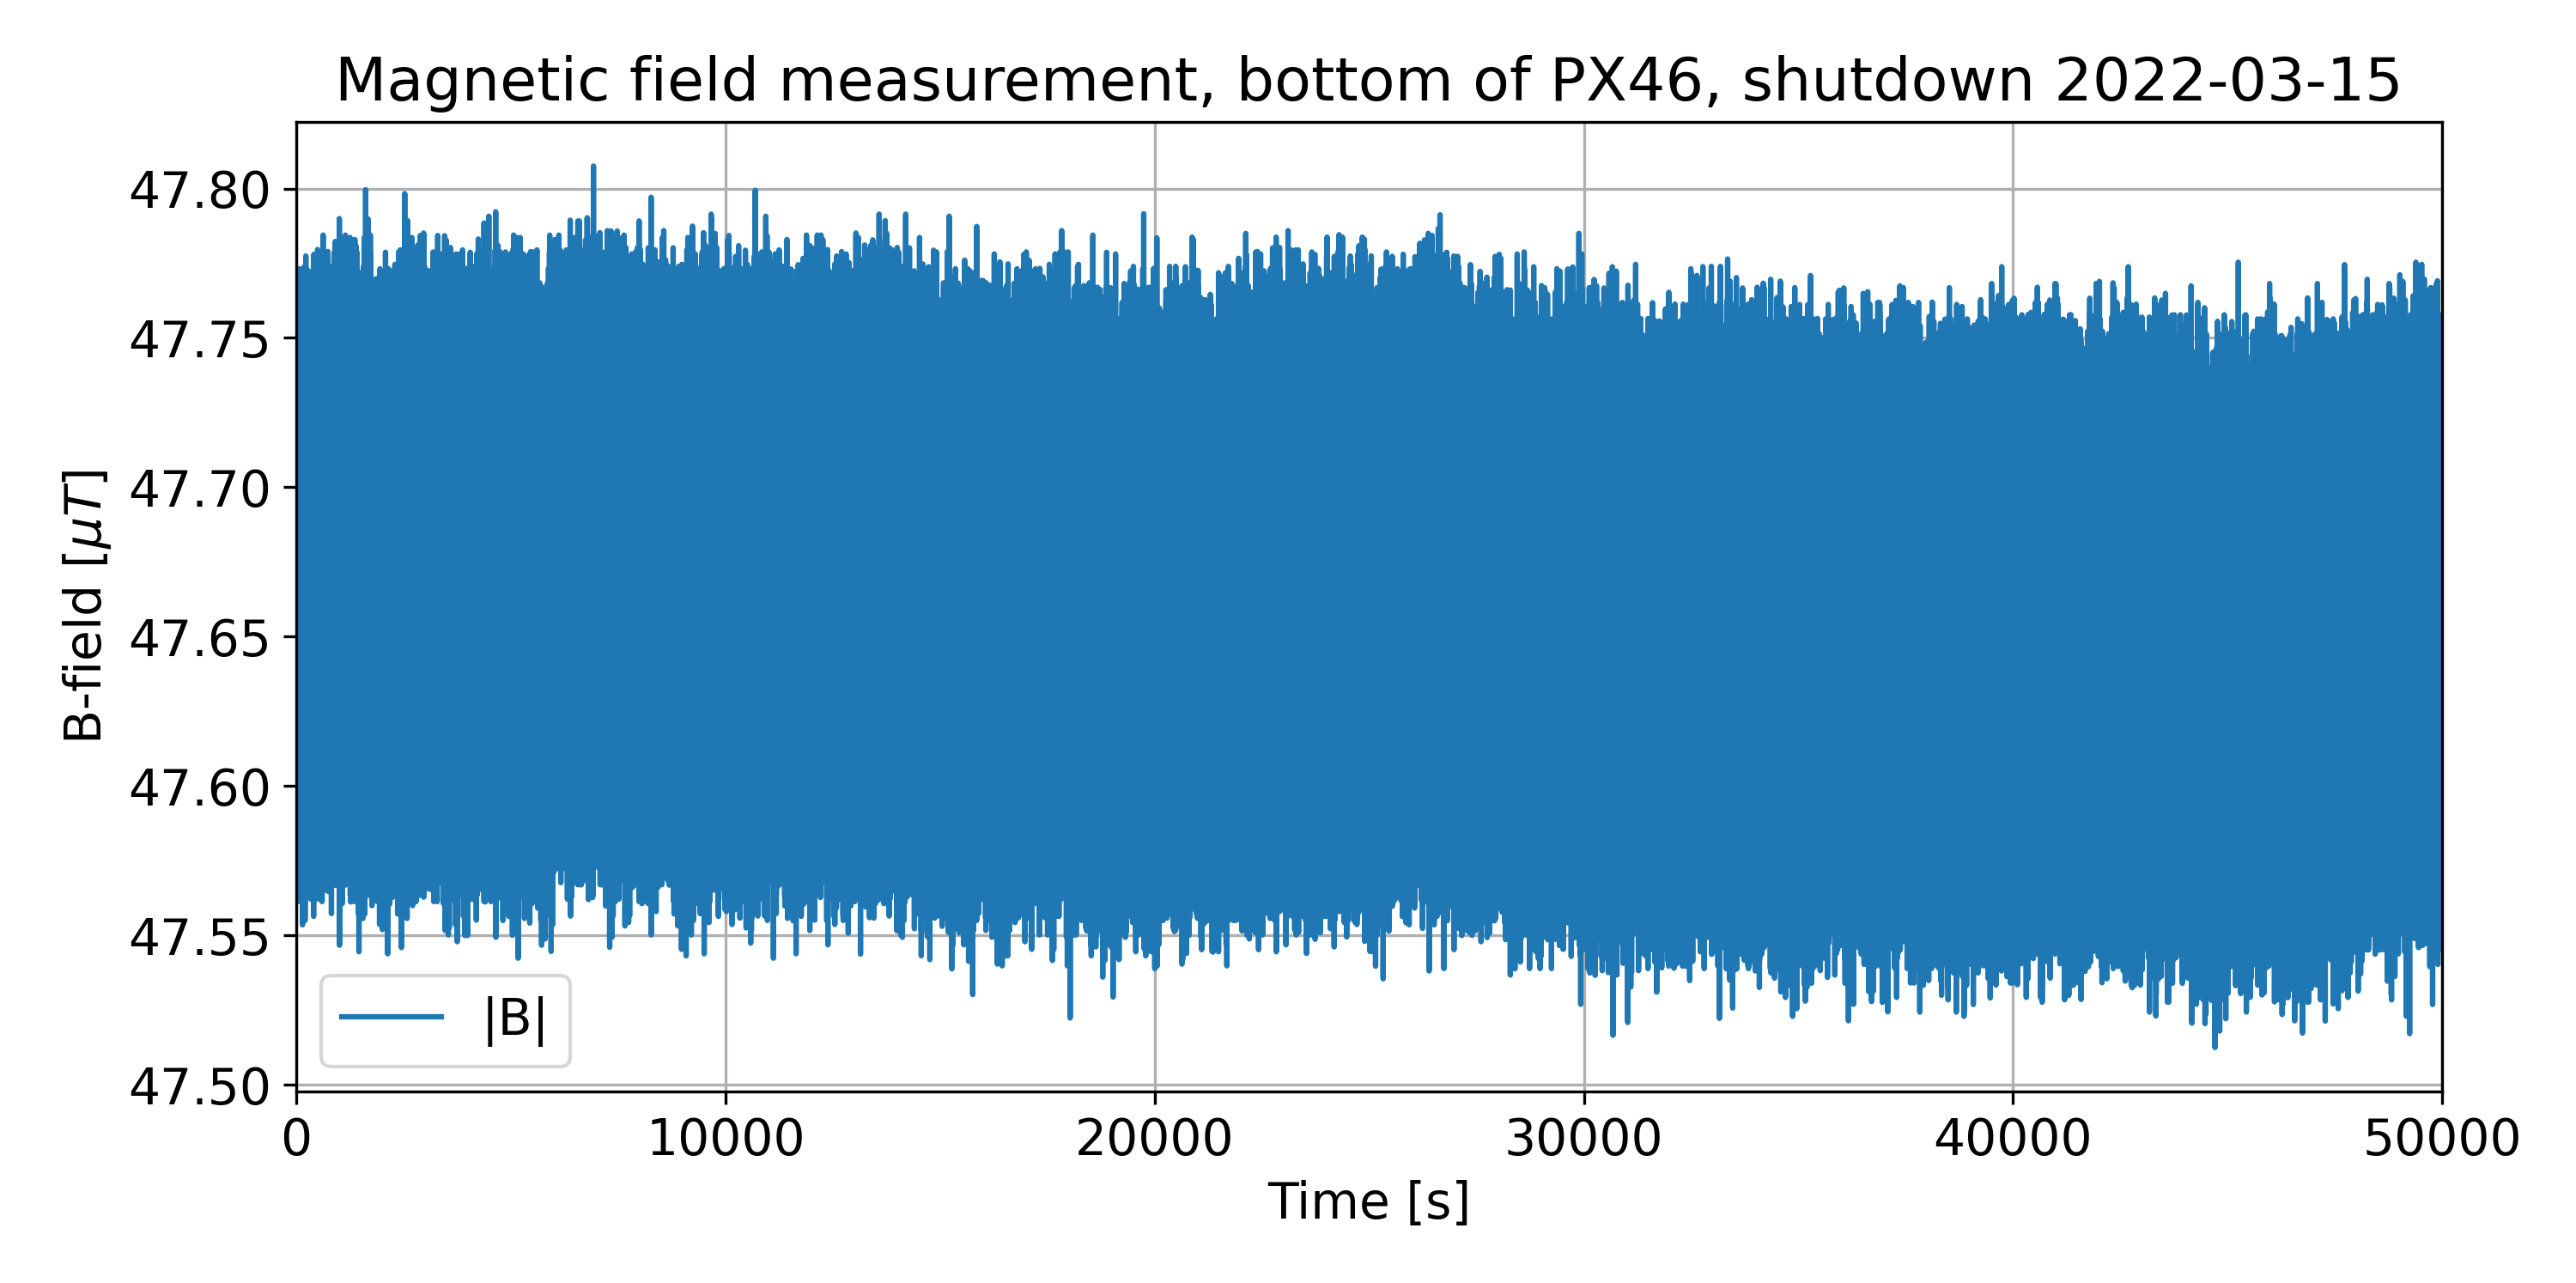 Magnetic field measurement, bottom of PX46, shutdown 2022-03-15
47.80
47.75
47.70
47.65
47.60
47.55
47.50
B-field [μT]
|B|
0 10000 20000 30000 40000 50000
Time [s]